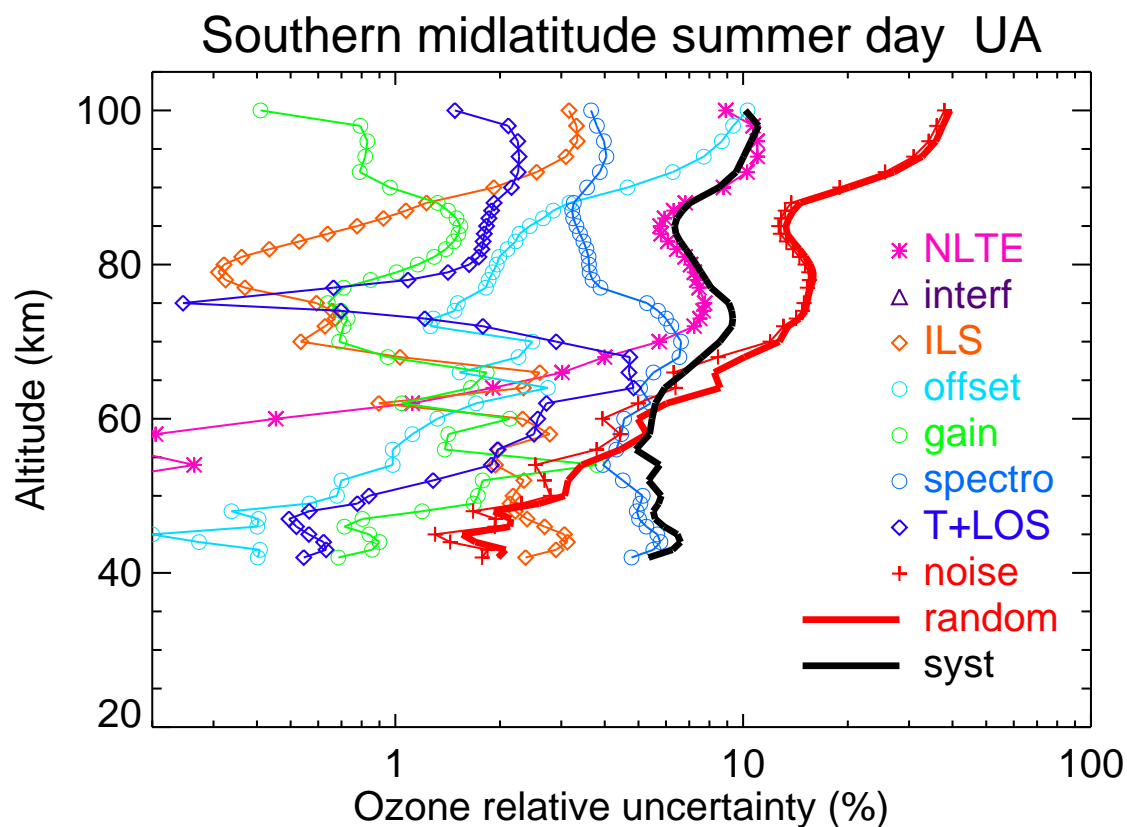 Southern midlatitude summer day UA
Altitude (km)
100
80
60
40
20
NLTE
interf
ILS
offset
gain
spectro
T+LOS
noise
random
syst
1
10
100
Ozone relative uncertainty (%)